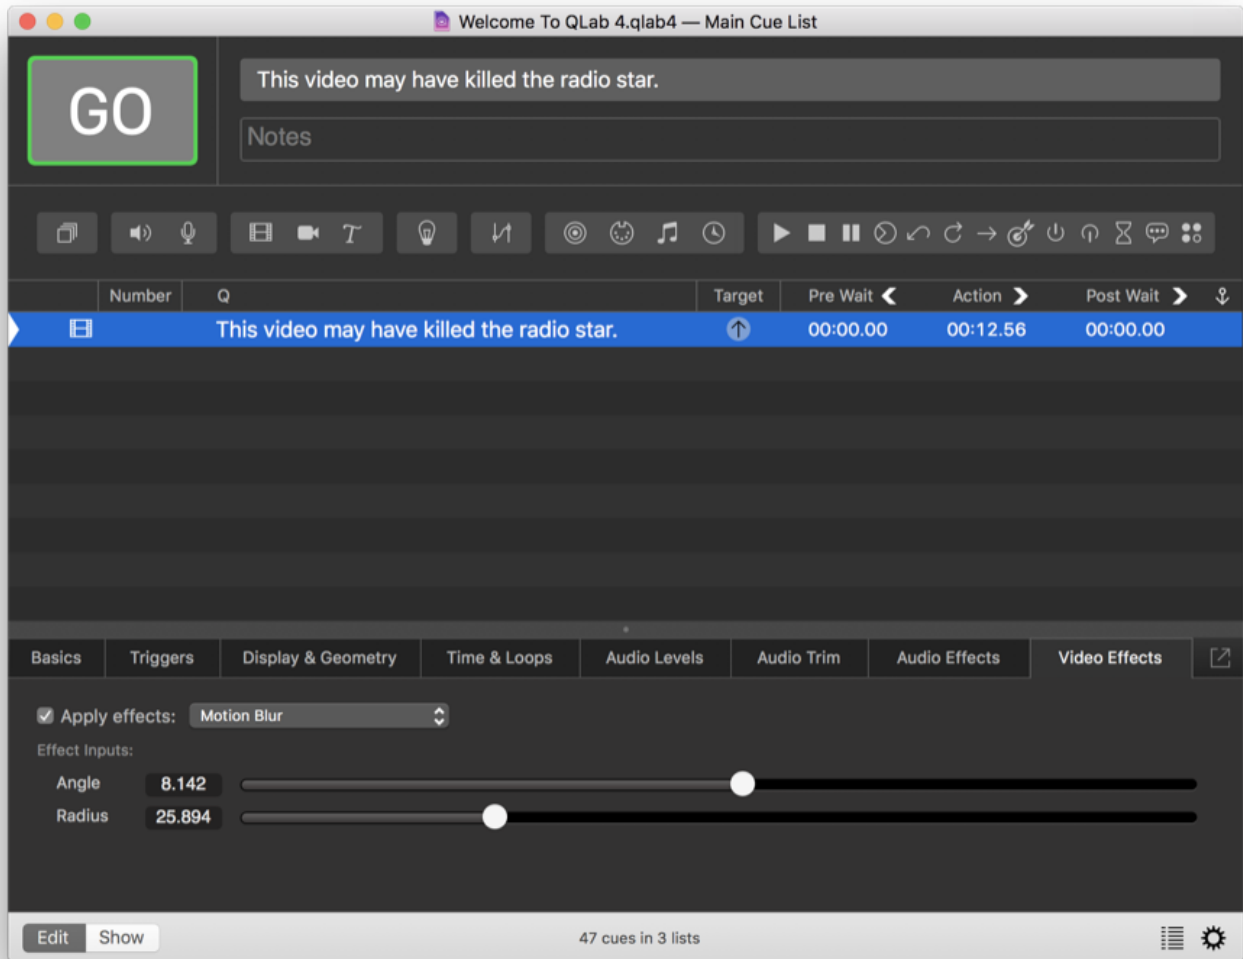 Welcome To QLab 4.qlab4 — Main Cue List
GO
This video may have killed the radio star.
Notes
Number Q Target Pre Wait Action Post Wait
This video may have killed the radio star. 00:00.00 00:12.56 00:00.00
Basics Triggers Display & Geometry Time & Loops Audio Levels Audio Trim Audio Effects Video Effects
Apply effects: Motion Blur
Effect Inputs:
Angle 8.142
Radius 25.894
Edit Show 47 cues in 3 lists